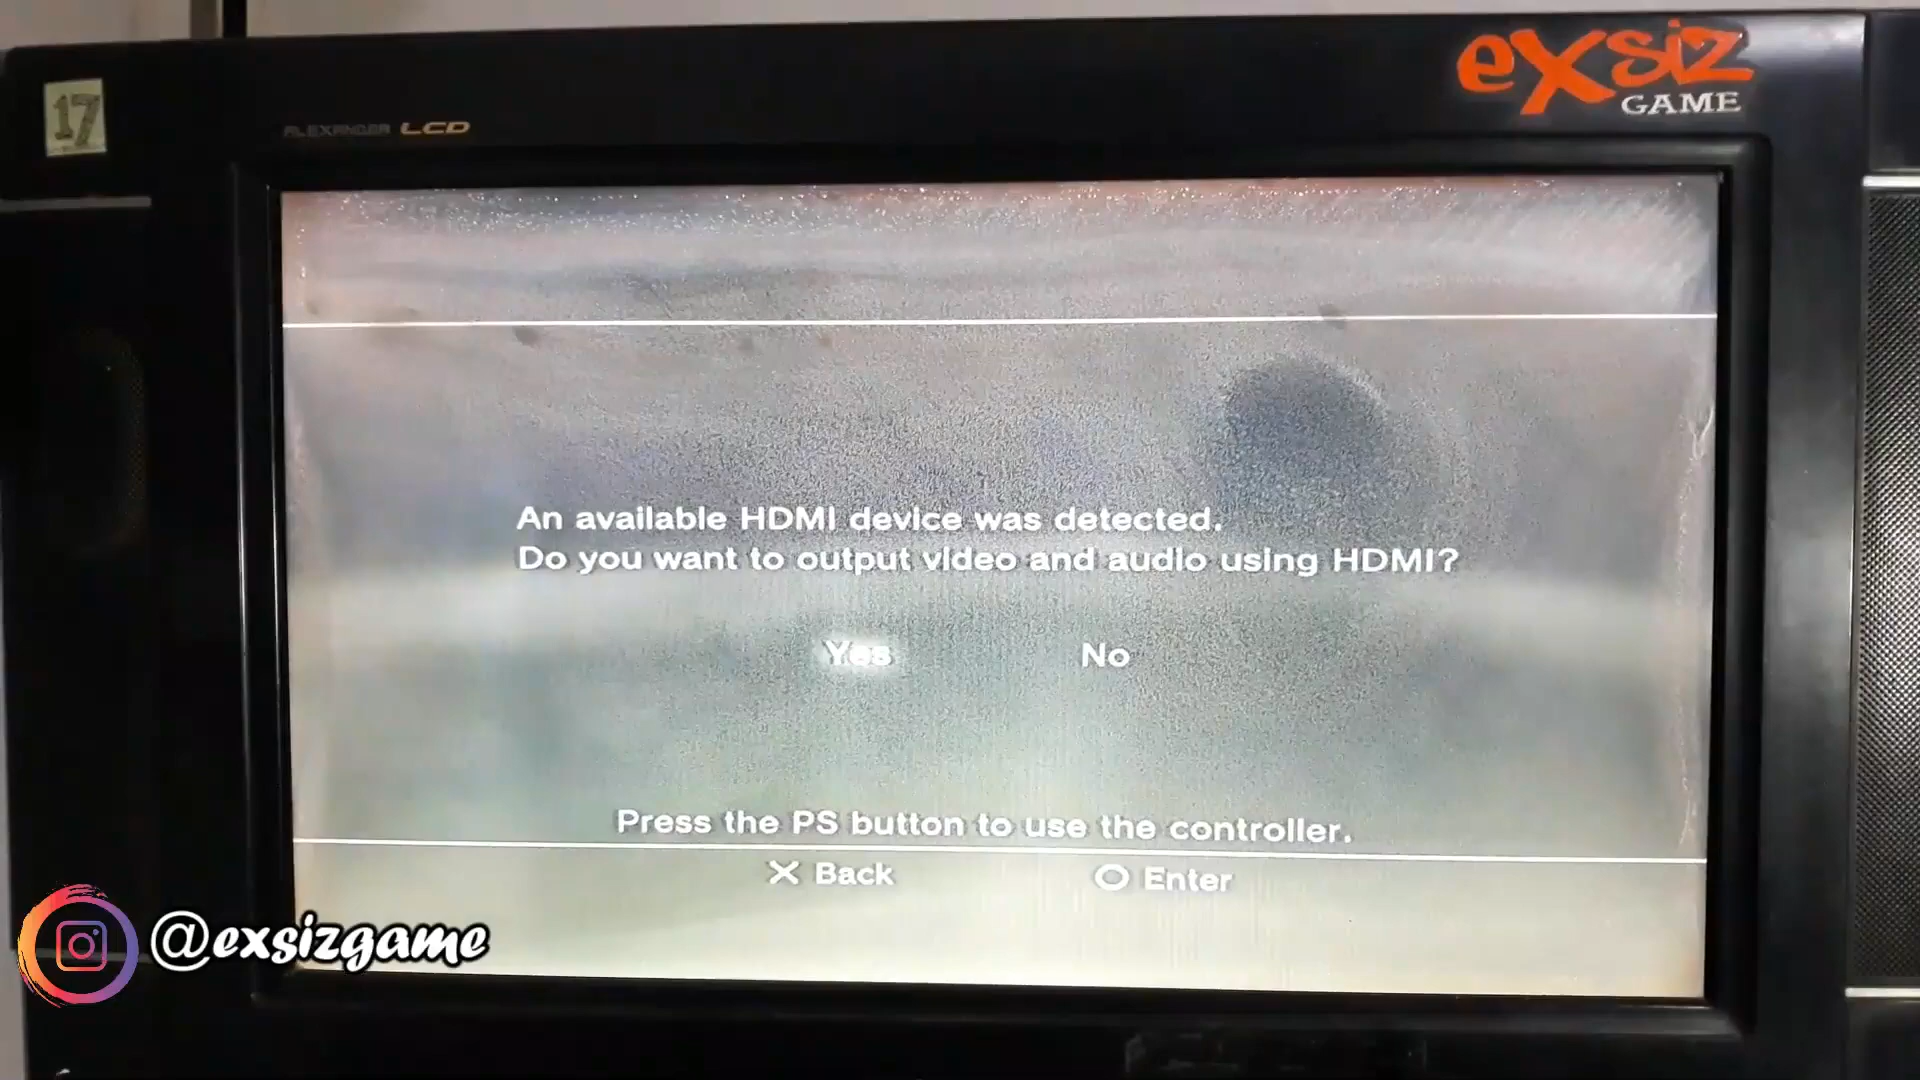 exsiz
GAME
17
ALEXANDER LCD
An available HDMI device was detected.
Do you want to output video and audio using HDMI?
Yes No
Press the PS button to use the controller.
X Back O Enter
@exsizgame